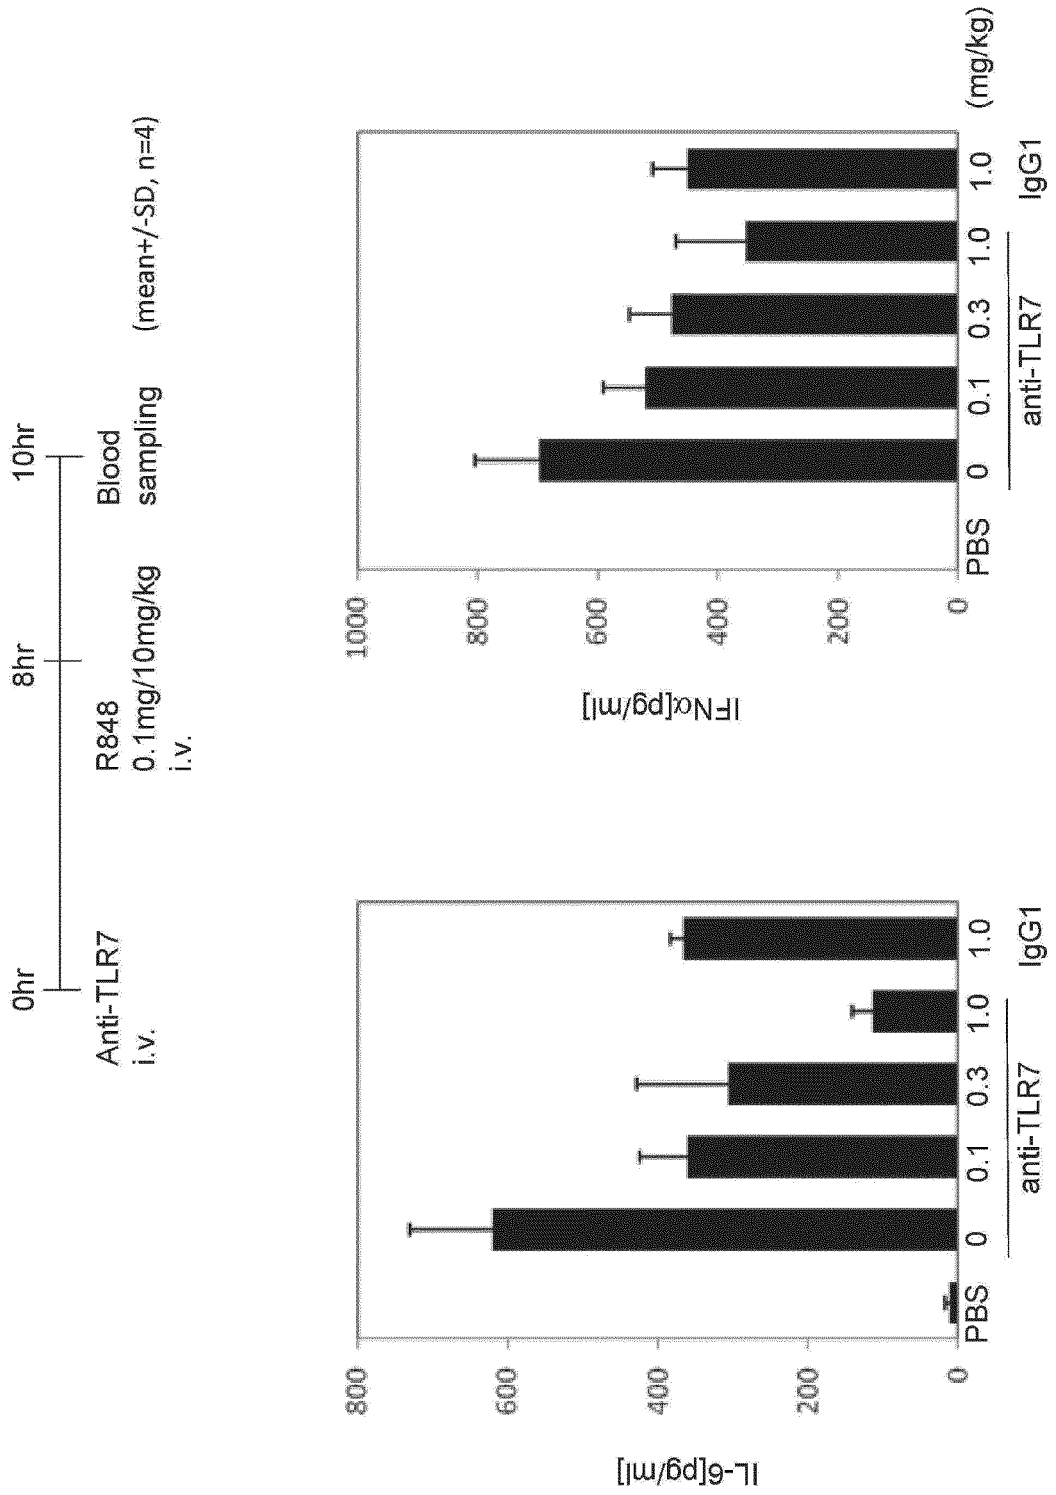 0hr 8hr 10hr
Anti-TLR7 R848 Blood
i.v. 0.1mg/10mg/kg sampling (mean+/-SD, n=4)
i.v.
IL-6[pg/ml]
800
600
400
200
0
PBS 0 0.1 0.3 1.0 1.0
anti-TLR7 IgG1
IFNα[pg/ml]
1000
800
600
400
200
0
PBS 0 0.1 0.3 1.0 1.0 (mg/kg)
anti-TLR7 IgG1